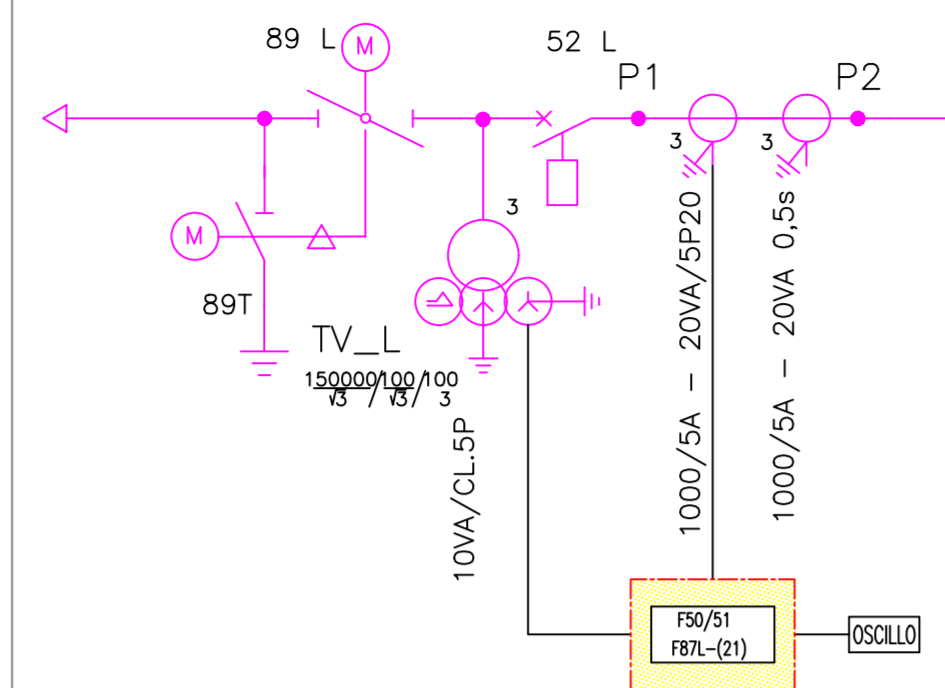 89 L
M
52 L
P1
P2
3
3
M
3
89T
TV_L
150000/√3 / 100/√3 / 100/3
10VA/CL.5P
1000/5A - 20VA/5P20
1000/5A - 20VA 0,5s
F50/51
F87L-(21)
OSCILLO